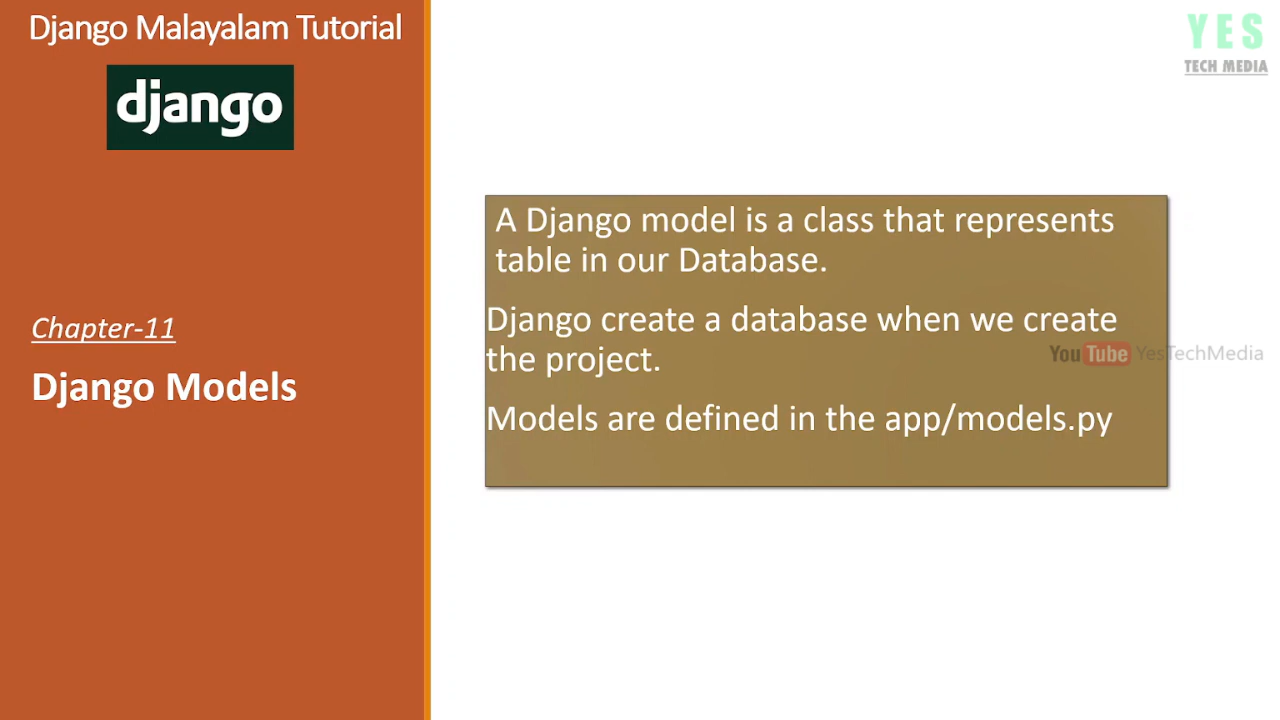 Django Malayalam Tutorial
django
Chapter-11
Django Models
YES
TECH MEDIA
A Django model is a class that represents
table in our Database.
Django create a database when we create
the project.
Models are defined in the app/models.py
YouTube YesTechMedia